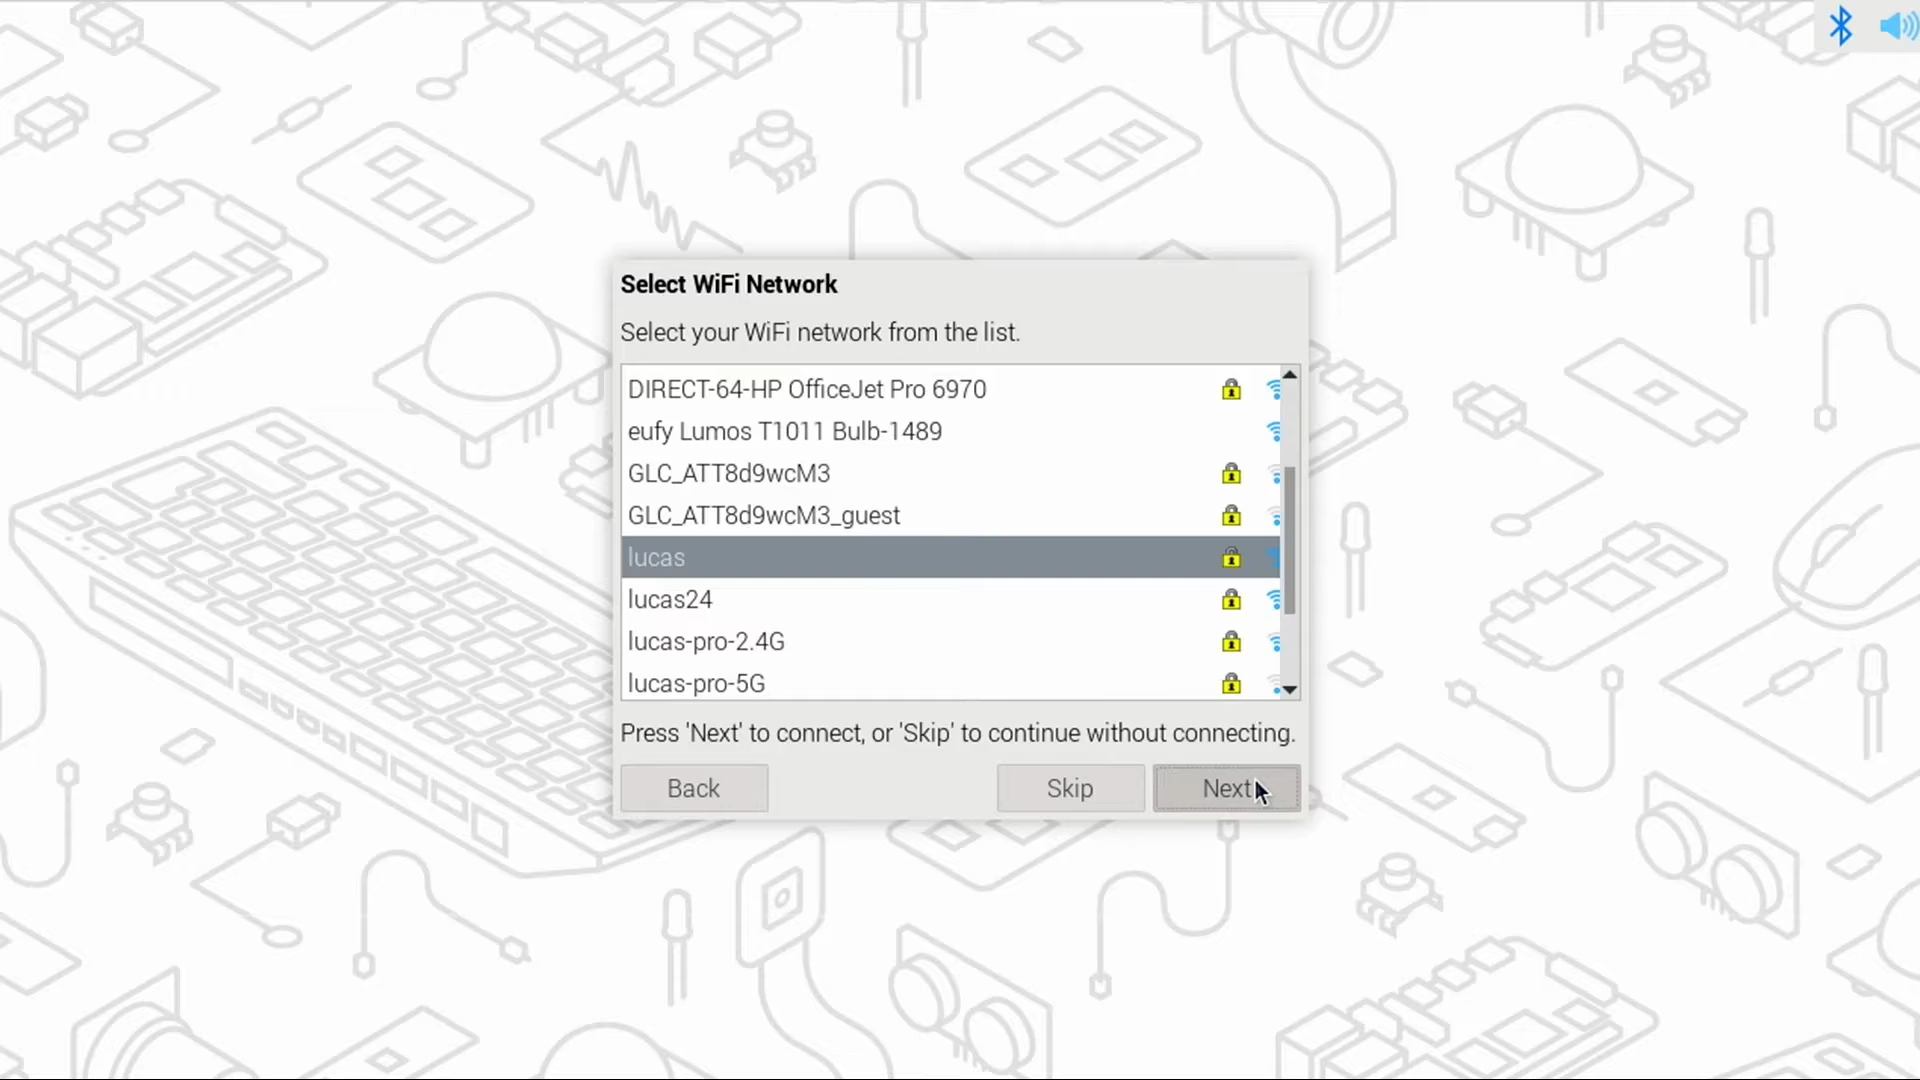 Select WiFi Network
Select your WiFi network from the list.
DIRECT-64-HP OfficeJet Pro 6970
eufy Lumos T1011 Bulb-1489
GLC_ATT8d9wcM3
GLC_ATT8d9wcM3_guest
lucas
lucas24
lucas-pro-2.4G
lucas-pro-5G
Press 'Next' to connect, or 'Skip' to continue without connecting.
Back Skip Next